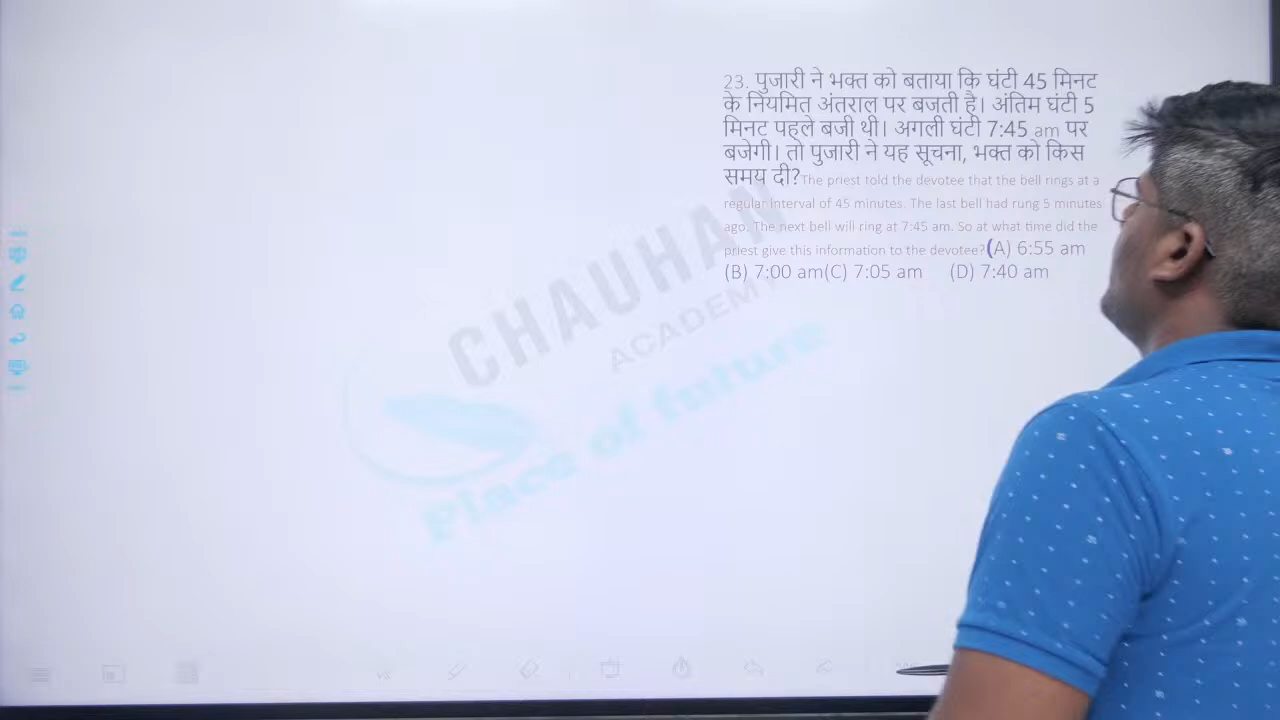 23. पुजारी ने भक्त को बताया कि घंटी 45 मिनट
के नियमित अंतराल पर बजती है। अंतिम घंटी 5
मिनट पहले बजी थी। अगली घंटी 7:45 am पर
बजेगी। तो पुजारी ने यह सूचना, भक्त को किस
समय दी?The priest told the devotee that the bell rings at a
regular interval of 45 minutes. The last bell had rung 5 minutes
ago. The next bell will ring at 7:45 am. So at what time did the
priest give this information to the devotee?(A) 6:55 am
(B) 7:00 am(C) 7:05 am (D) 7:40 am
CHAUHAN
ACADEMY
Place of future